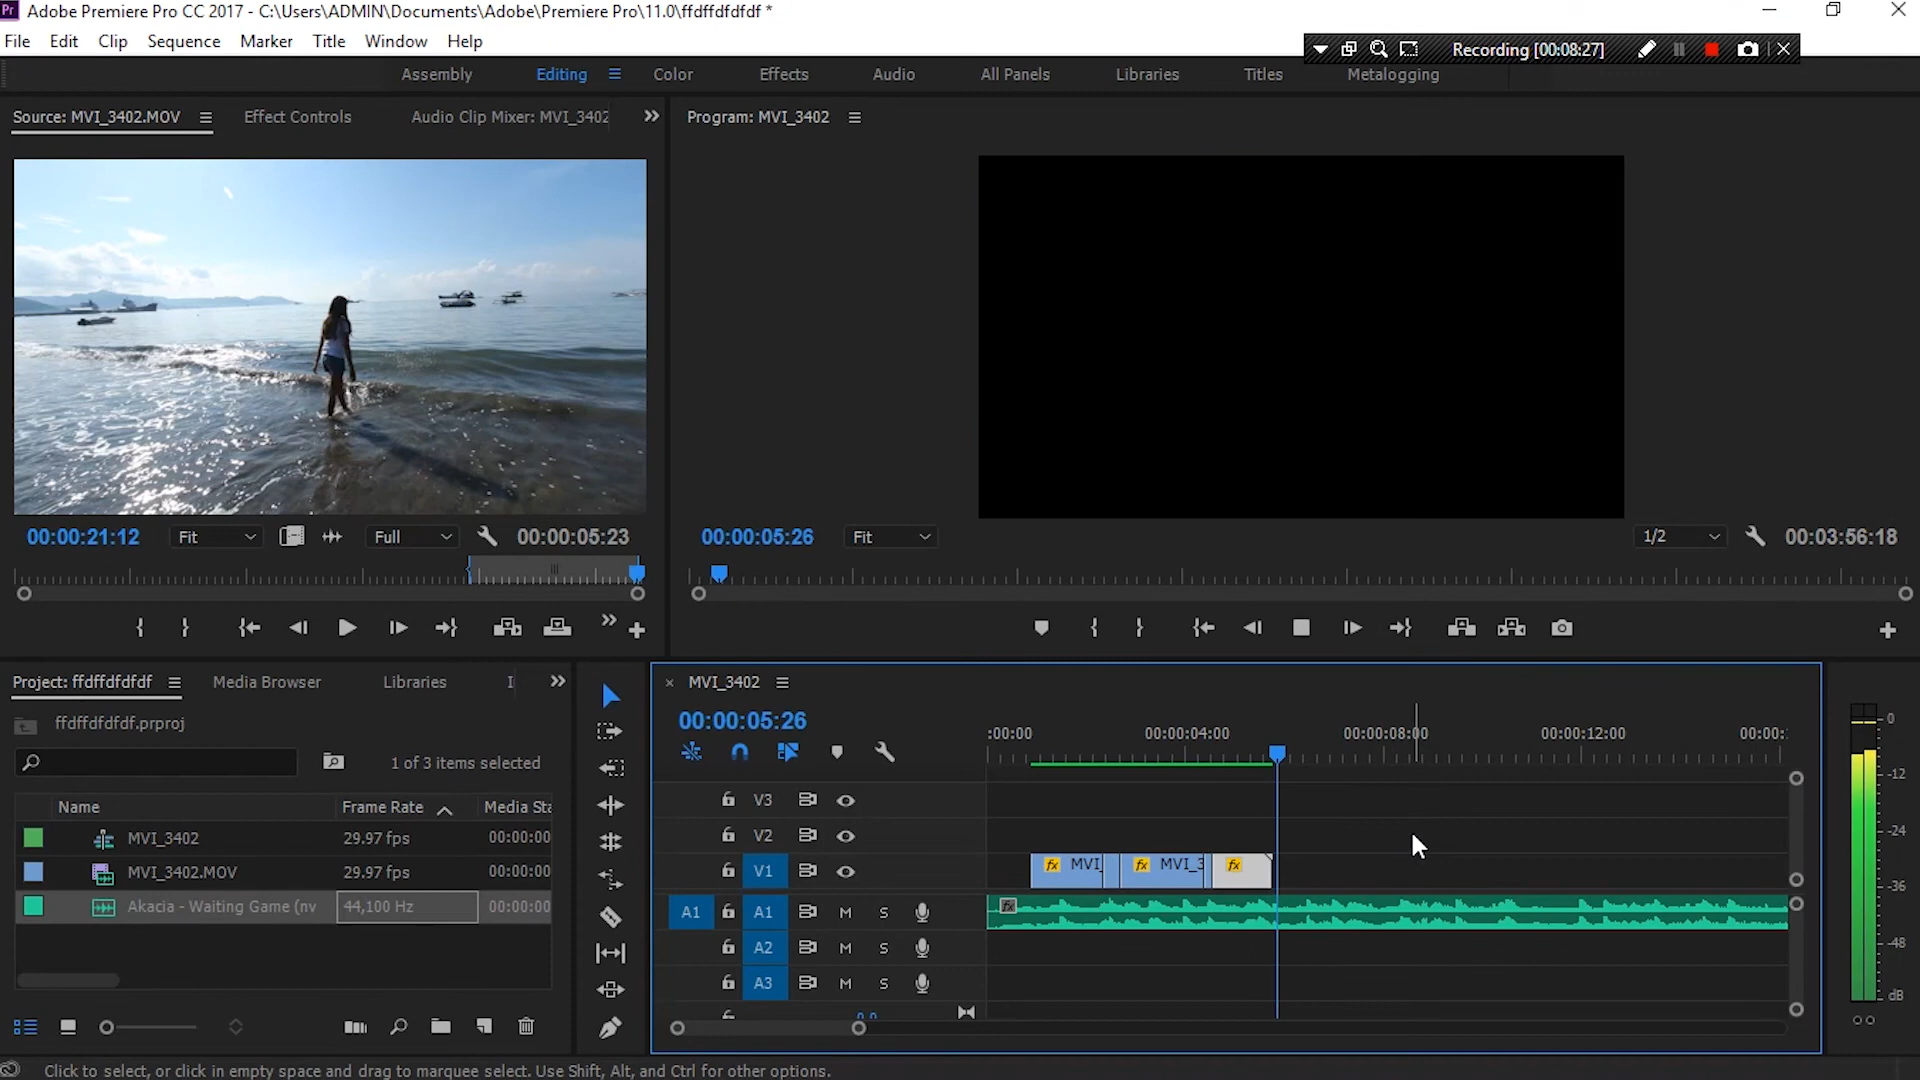 Pr Adobe Premiere Pro CC 2017 - C:\Users\ADMIN\Documents\Adobe\Premiere Pro\11.0\ffdffdfdfdf *
File Edit Clip Sequence Marker Title Window Help
Recording [00:08:27]
Assembly Editing Color Effects Audio All Panels Libraries Titles Metalogging
Source: MVI_3402.MOV Effect Controls Audio Clip Mixer: MVI_3402
Program: MVI_3402
00:00:21:12 Fit Full 00:00:05:23
00:00:05:26 Fit 1/2 00:03:56:18
Project: ffdffdfdfdf Media Browser Libraries
ffdffdfdfdf.prproj
1 of 3 items selected
Name Frame Rate Media Sta
MVI_3402 29.97 fps 00:00:00
MVI_3402.MOV 29.97 fps 00:00:00
Akacia - Waiting Game (nv 44,100 Hz 00:00:00
× MVI_3402
00:00:05:26
:00:00 00:00:04:00 00:00:08:00 00:00:12:00 00:00:
V3
V2
V1 fx MVI_ fx MVI_3 fx
A1 A1 M S fx
A2 M S
A3 M S
0
-12
-24
-36
-48
dB
Click to select, or click in empty space and drag to marquee select. Use Shift, Alt, and Ctrl for other options.